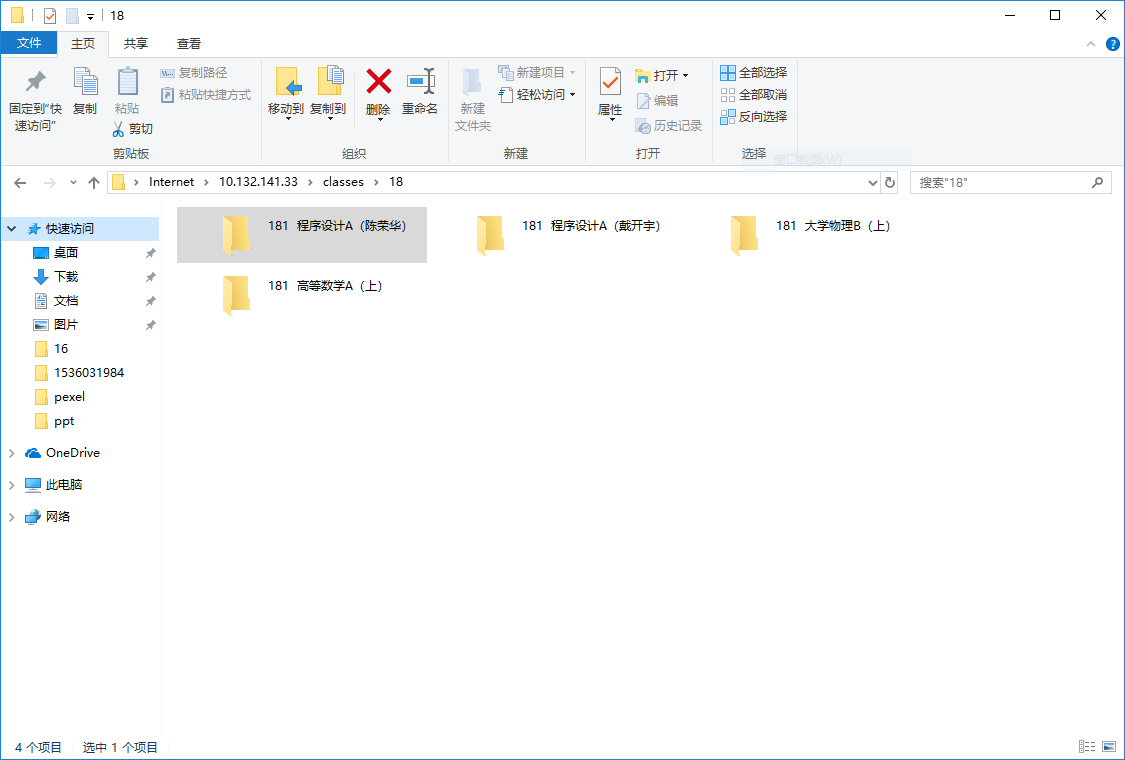 18
文件 主页 共享 查看
固定到"快速访问"
复制
粘贴
复制路径
粘贴快捷方式
剪切
剪贴板
移动到
复制到
删除
重命名
组织
新建文件夹
新建项目
轻松访问
新建
属性
打开
编辑
历史记录
打开
全部选择
全部取消
反向选择
选择
窗口截图(W)
Internet 10.132.141.33 classes 18
搜索"18"
快速访问
桌面
下载
文档
图片
16
1536031984
pexel
ppt
OneDrive
此电脑
网络
181 程序设计A（陈荣华）
181 程序设计A（戴开宇）
181 大学物理B（上）
181 高等数学A（上）
4 个项目 选中 1 个项目